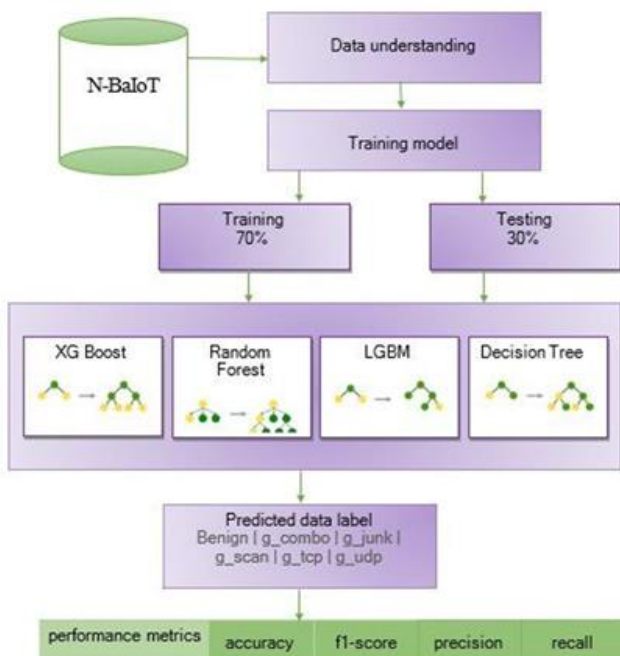 N-BaIoT
Data understanding
Training model
Training
70%
Testing
30%
XG Boost
Random
Forest
LGBM
Decision Tree
Predicted data label
Benign | g_combo | g_junk |
g_scan | g_tcp | g_udp
performance metrics
accuracy
f1-score
precision
recall